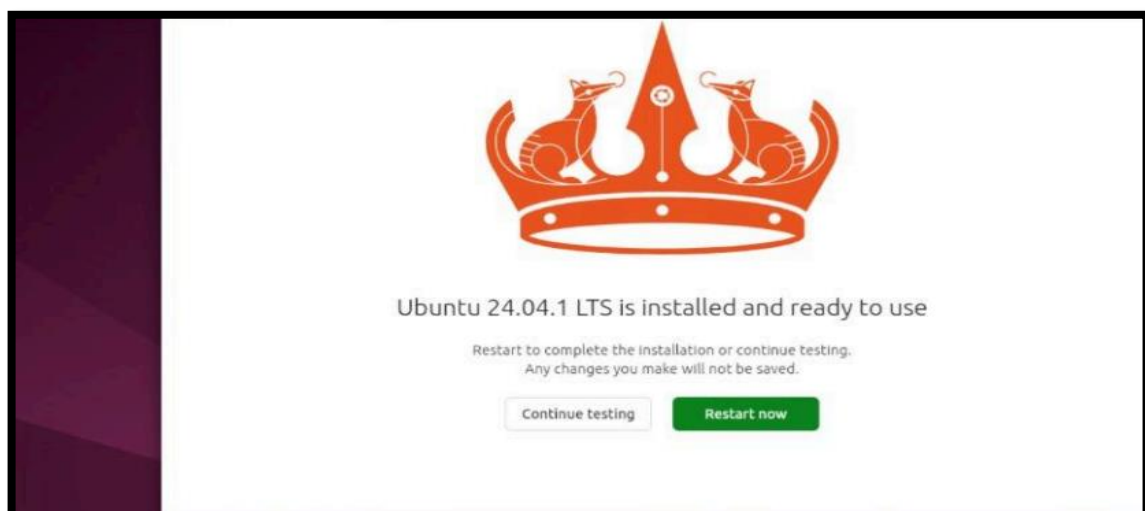 Ubuntu 24.04.1 LTS is installed and ready to use
Restart to complete the installation or continue testing.
Any changes you make will not be saved.
Continue testing
Restart now